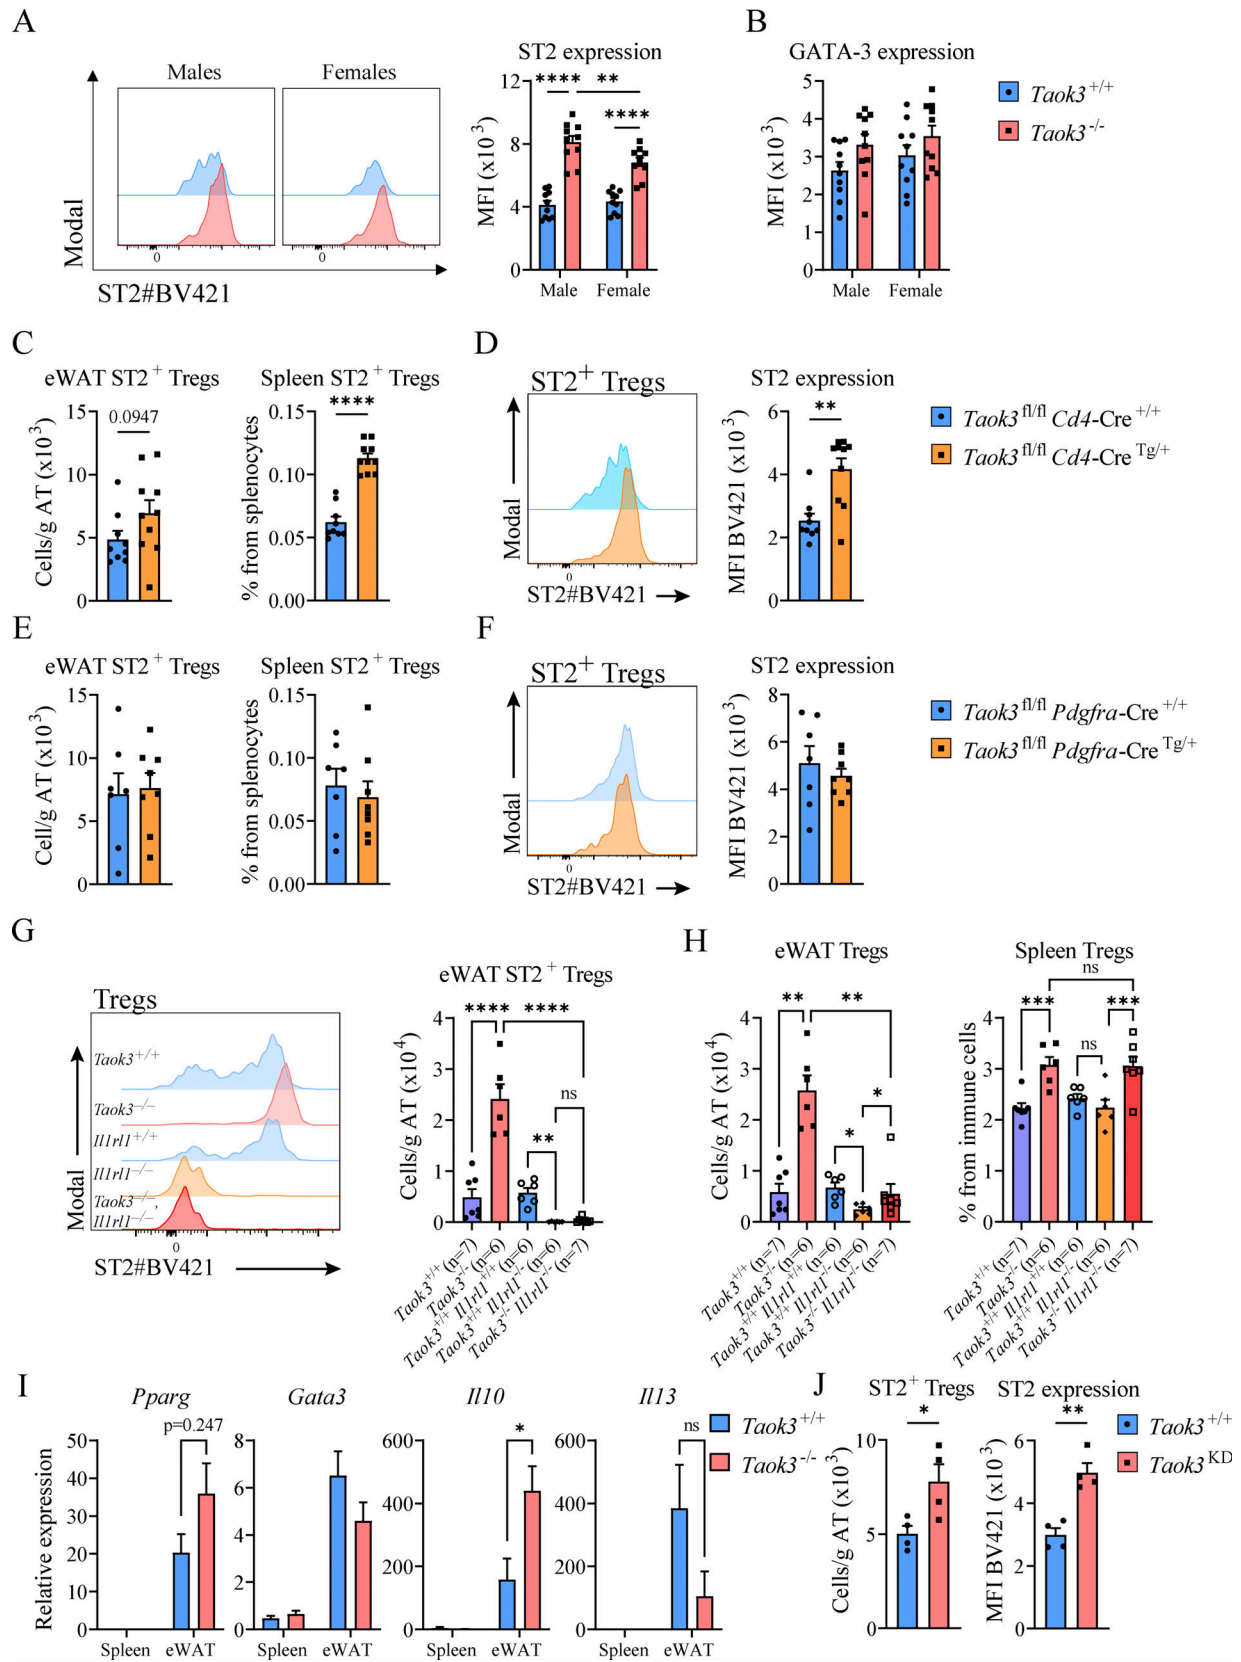 A
Males
Females
Modal
0
0
ST2#BV421
ST2 expression
**** **
****
MFI (x10³)
12
8
4
0
Male Female
B
GATA-3 expression
MFI (x10³)
5
4
3
2
1
0
Male Female
Taok3+/+
Taok3-/-
C
eWAT ST2+ Tregs
0.0947
Cells/g AT (x10³)
15
10
5
0
Spleen ST2+ Tregs
****
% from splenocytes
0.15
0.10
0.05
0.00
D
ST2+ Tregs
Modal
0
ST2#BV421
ST2 expression
**
MFI BV421 (x10³)
6
4
2
0
Taok3fl/fl Cd4-Cre+/+
Taok3fl/fl Cd4-CreTg/+
E
eWAT ST2+ Tregs
Cell/g AT (x10³)
15
10
5
0
Spleen ST2+ Tregs
% from splenocytes
0.15
0.10
0.05
0.00
F
ST2+ Tregs
Modal
0
ST2#BV421
ST2 expression
MFI BV421 (x10³)
8
6
4
2
0
Taok3fl/fl Pdgfra-Cre+/+
Taok3fl/fl Pdgfra-CreTg/+
G
Tregs
Taok3+/+
Taok3-/-
Il1rl1+/+
Il1rl1-/-
Taok3-/-,
Il1rl1-/-
Modal
0
ST2#BV421
eWAT ST2+ Tregs
**** ****
ns
**
Cells/g AT (x10⁴)
4
3
2
1
0
Taok3+/+ (n=7)
Taok3-/- (n=6)
Taok3+/+ Il1rl1+/+ (n=6)
Taok3+/+ Il1rl1-/- (n=6)
Taok3-/- Il1rl1-/- (n=7)
H
eWAT Tregs
** **
*
*
Cells/g AT (x10⁴)
4
3
2
1
0
Taok3+/+ (n=7)
Taok3-/- (n=6)
Taok3+/+ Il1rl1+/+ (n=6)
Taok3+/+ Il1rl1-/- (n=6)
Taok3-/- Il1rl1-/- (n=7)
Spleen Tregs
ns
*** ***
ns
% from immune cells
4
3
2
1
0
Taok3+/+ (n=7)
Taok3-/- (n=6)
Taok3+/+ Il1rl1+/+ (n=6)
Taok3+/+ Il1rl1-/- (n=6)
Taok3-/- Il1rl1-/- (n=7)
I
Pparg
p=0.247
Relative expression
50
40
30
20
10
0
Spleen eWAT
Gata3
8
6
4
2
0
Spleen eWAT
Il10
*
600
400
200
0
Spleen eWAT
Il13
ns
600
400
200
0
Spleen eWAT
Taok3+/+
Taok3-/-
J
ST2+ Tregs
*
Cells/g AT (x10³)
10
5
0
ST2 expression
**
MFI BV421 (x10³)
6
4
2
0
Taok3+/+
Taok3KD